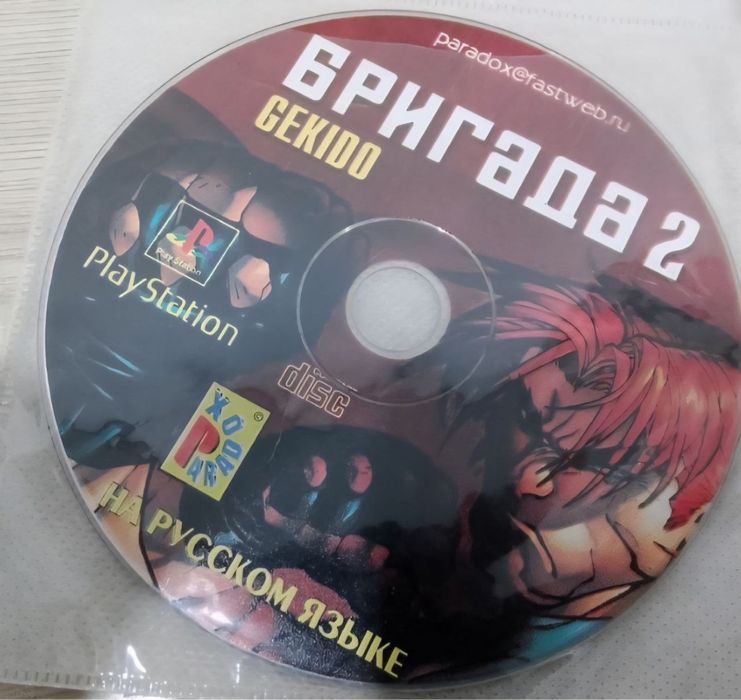 paradox@fastweb.ru
БРИГАДА 2
GEKIDO
PlayStation
PlayStation
disc
PARADOX ©
НА РУССКОМ ЯЗЫКЕ